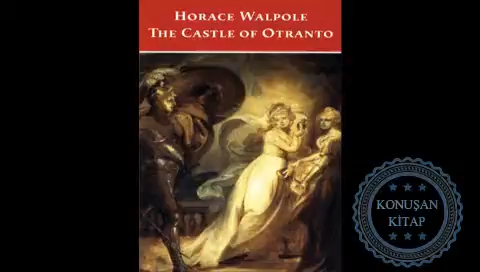 HORACE WALPOLE
THE CASTLE OF OTRANTO
KONUŞAN
KİTAP